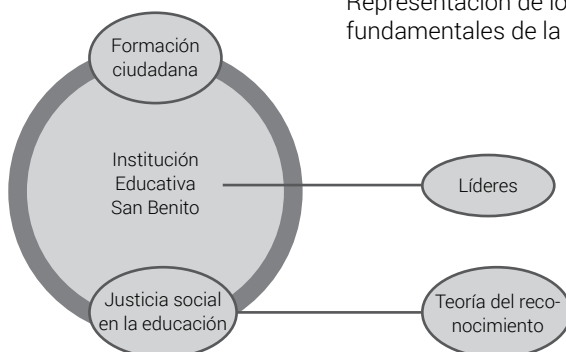 Representación de lo
fundamentales de la
Formación
ciudadana
Institución
Educativa
San Benito
Líderes
Justicia social
en la educación
Teoría del reco-
nocimiento